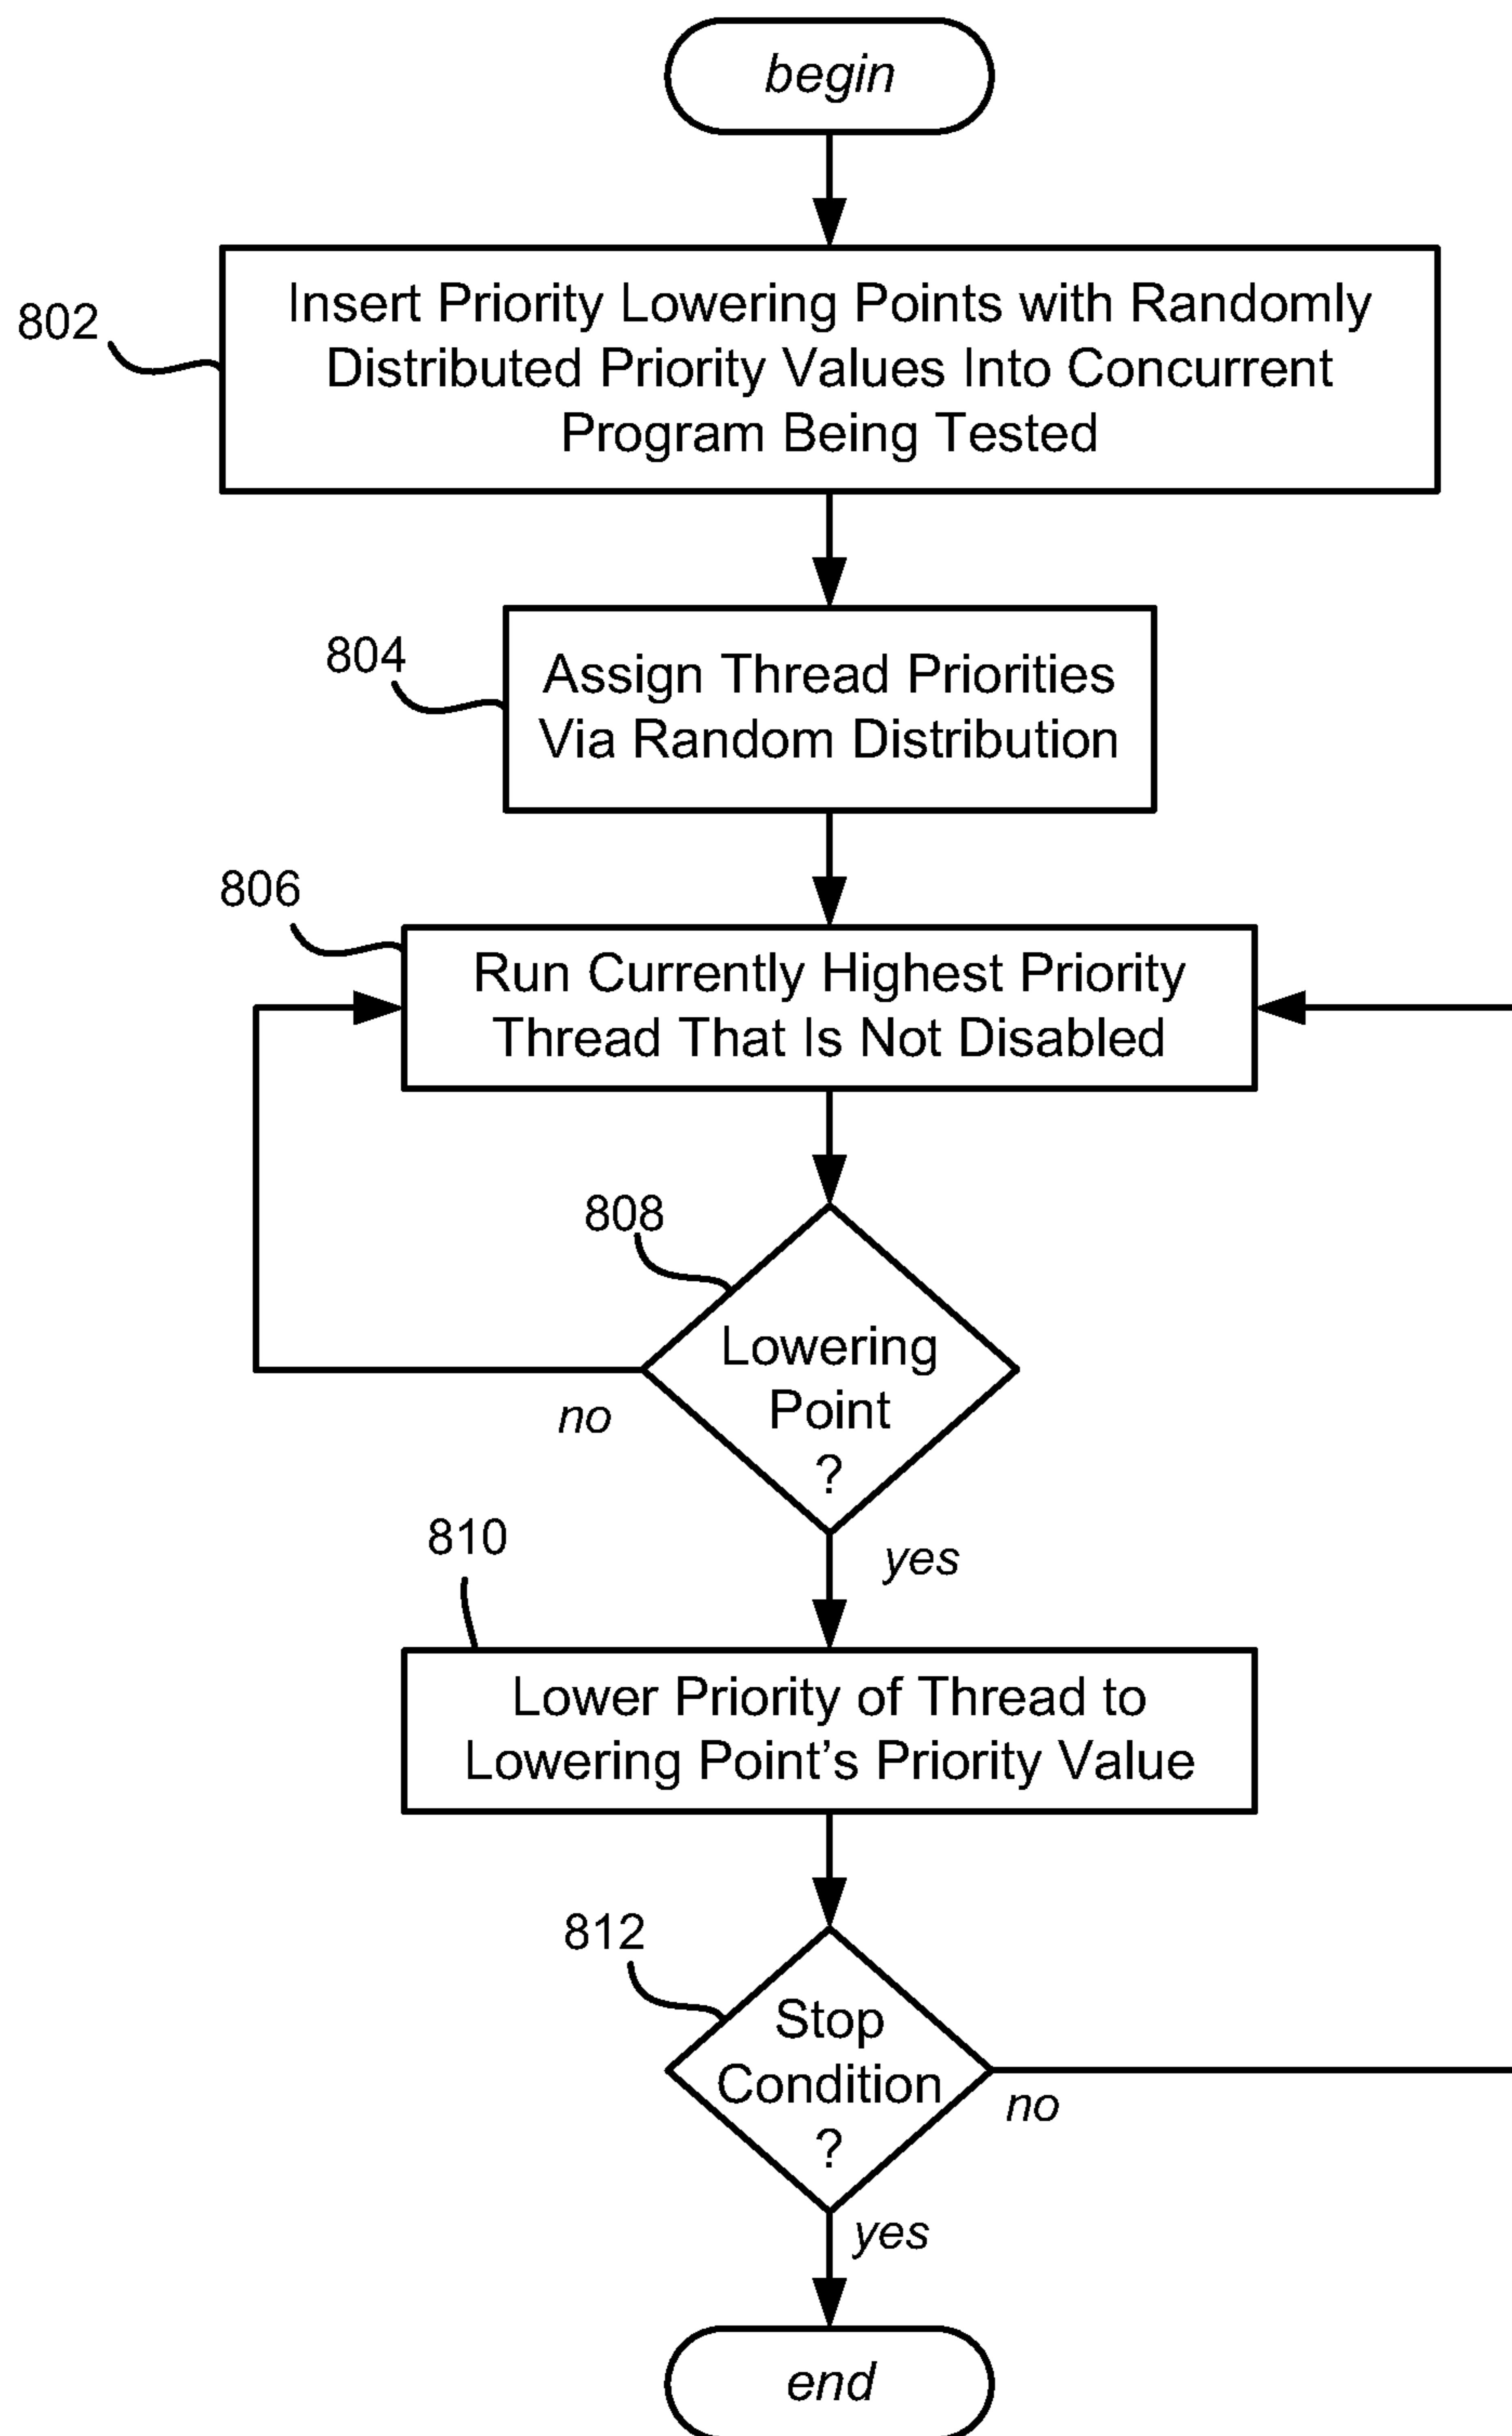 begin
802
Insert Priority Lowering Points with Randomly
Distributed Priority Values Into Concurrent
Program Being Tested
804
Assign Thread Priorities
Via Random Distribution
806
Run Currently Highest Priority
Thread That Is Not Disabled
808
Lowering
Point
?
no
yes
810
Lower Priority of Thread to
Lowering Point's Priority Value
812
Stop
Condition
?
no
yes
end